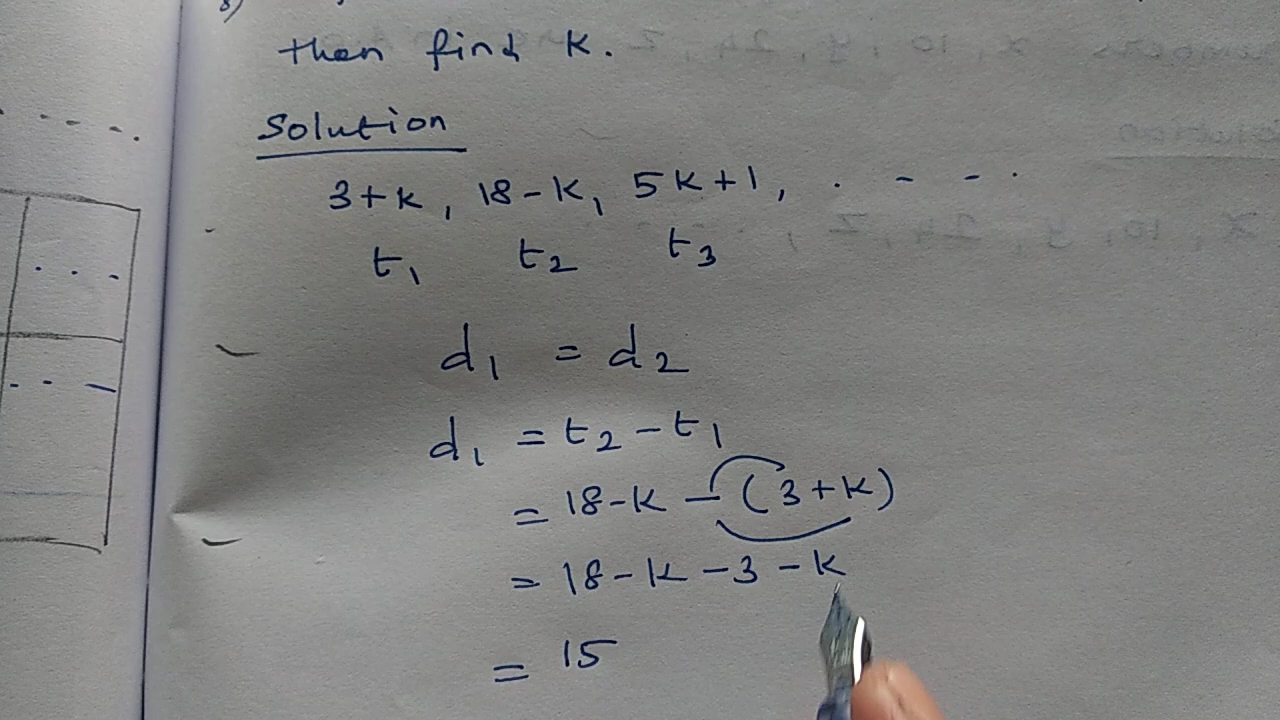 8)
then find k.
Solution
3+k, 18-k, 5k+1, . - - .
t1 t2 t3
d1 = d2
d1 = t2 - t1
= 18-k - (3+k)
= 18-k-3-k
= 15